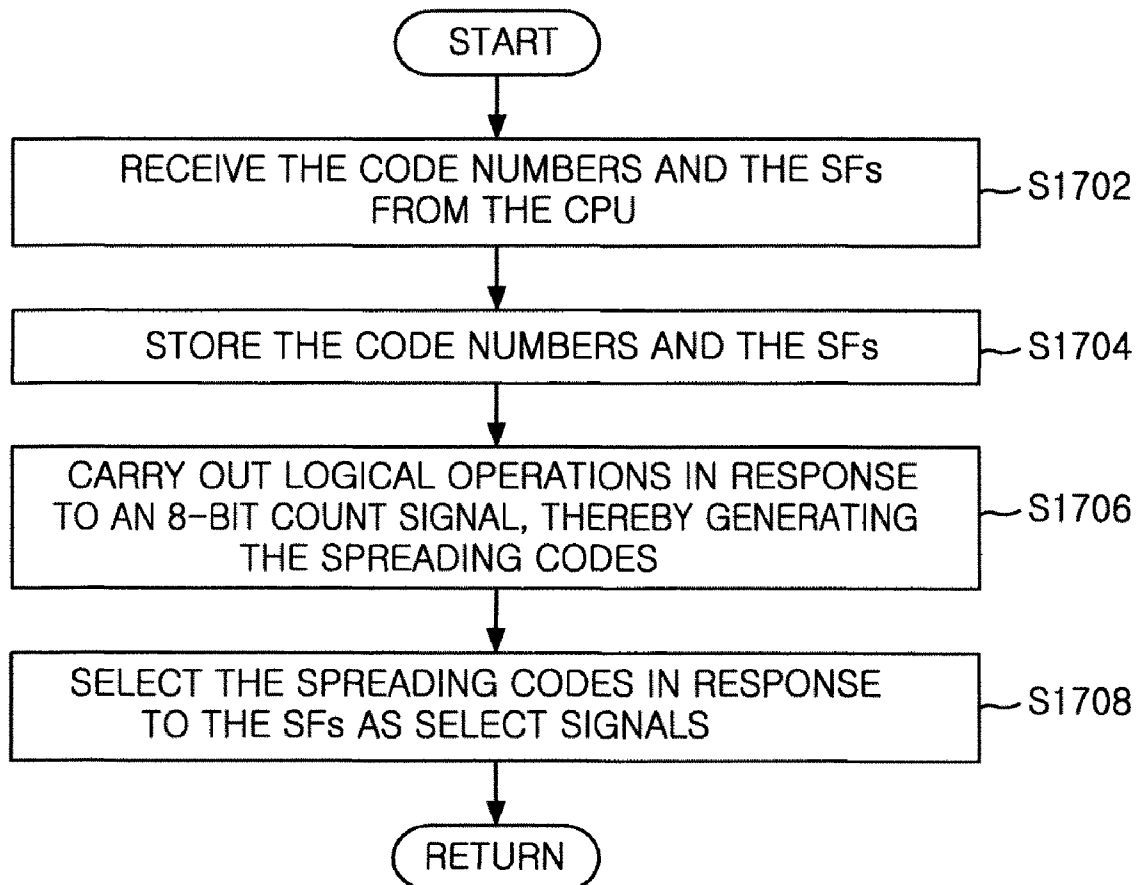 START
RECEIVE THE CODE NUMBERS AND THE SFs
FROM THE CPU
S1702
STORE THE CODE NUMBERS AND THE SFs
S1704
CARRY OUT LOGICAL OPERATIONS IN RESPONSE
TO AN 8-BIT COUNT SIGNAL, THEREBY GENERATING
THE SPREADING CODES
S1706
SELECT THE SPREADING CODES IN RESPONSE
TO THE SFs AS SELECT SIGNALS
S1708
RETURN